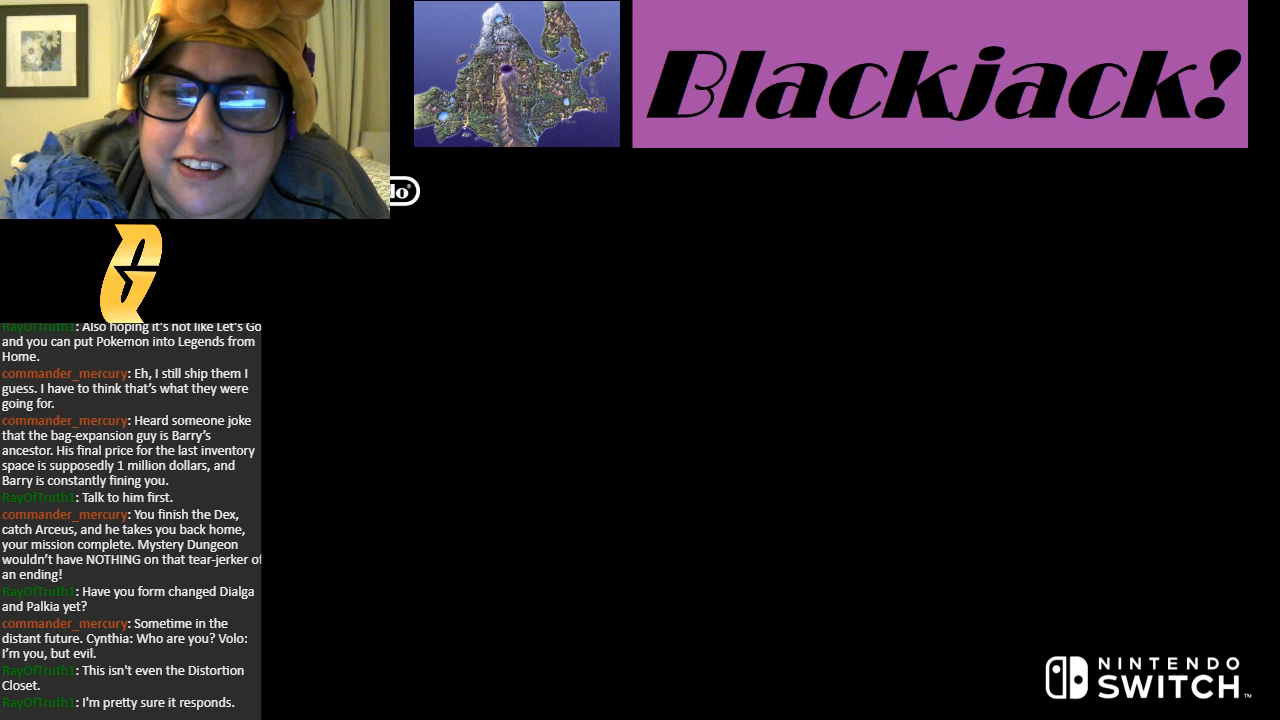 Blackjack!
RayOfTruth1: Also hoping it's not like Let's Go
and you can put Pokemon into Legends from
Home.
commander_mercury: Eh, I still ship them I
guess. I have to think that's what they were
going for.
commander_mercury: Heard someone joke
that the bag-expansion guy is Barry's
ancestor. His final price for the last inventory
space is supposedly 1 million dollars, and
Barry is constantly fining you.
RayOfTruth1: Talk to him first.
commander_mercury: You finish the Dex,
catch Arceus, and he takes you back home,
your mission complete. Mystery Dungeon
wouldn't have NOTHING on that tear-jerker of
an ending!
RayOfTruth1: Have you form changed Dialga
and Palkia yet?
commander_mercury: Sometime in the
distant future. Cynthia: Who are you? Volo:
I'm you, but evil.
RayOfTruth1: This isn't even the Distortion
Closet.
RayOfTruth1: I'm pretty sure it responds.
NINTENDO
SWITCH™